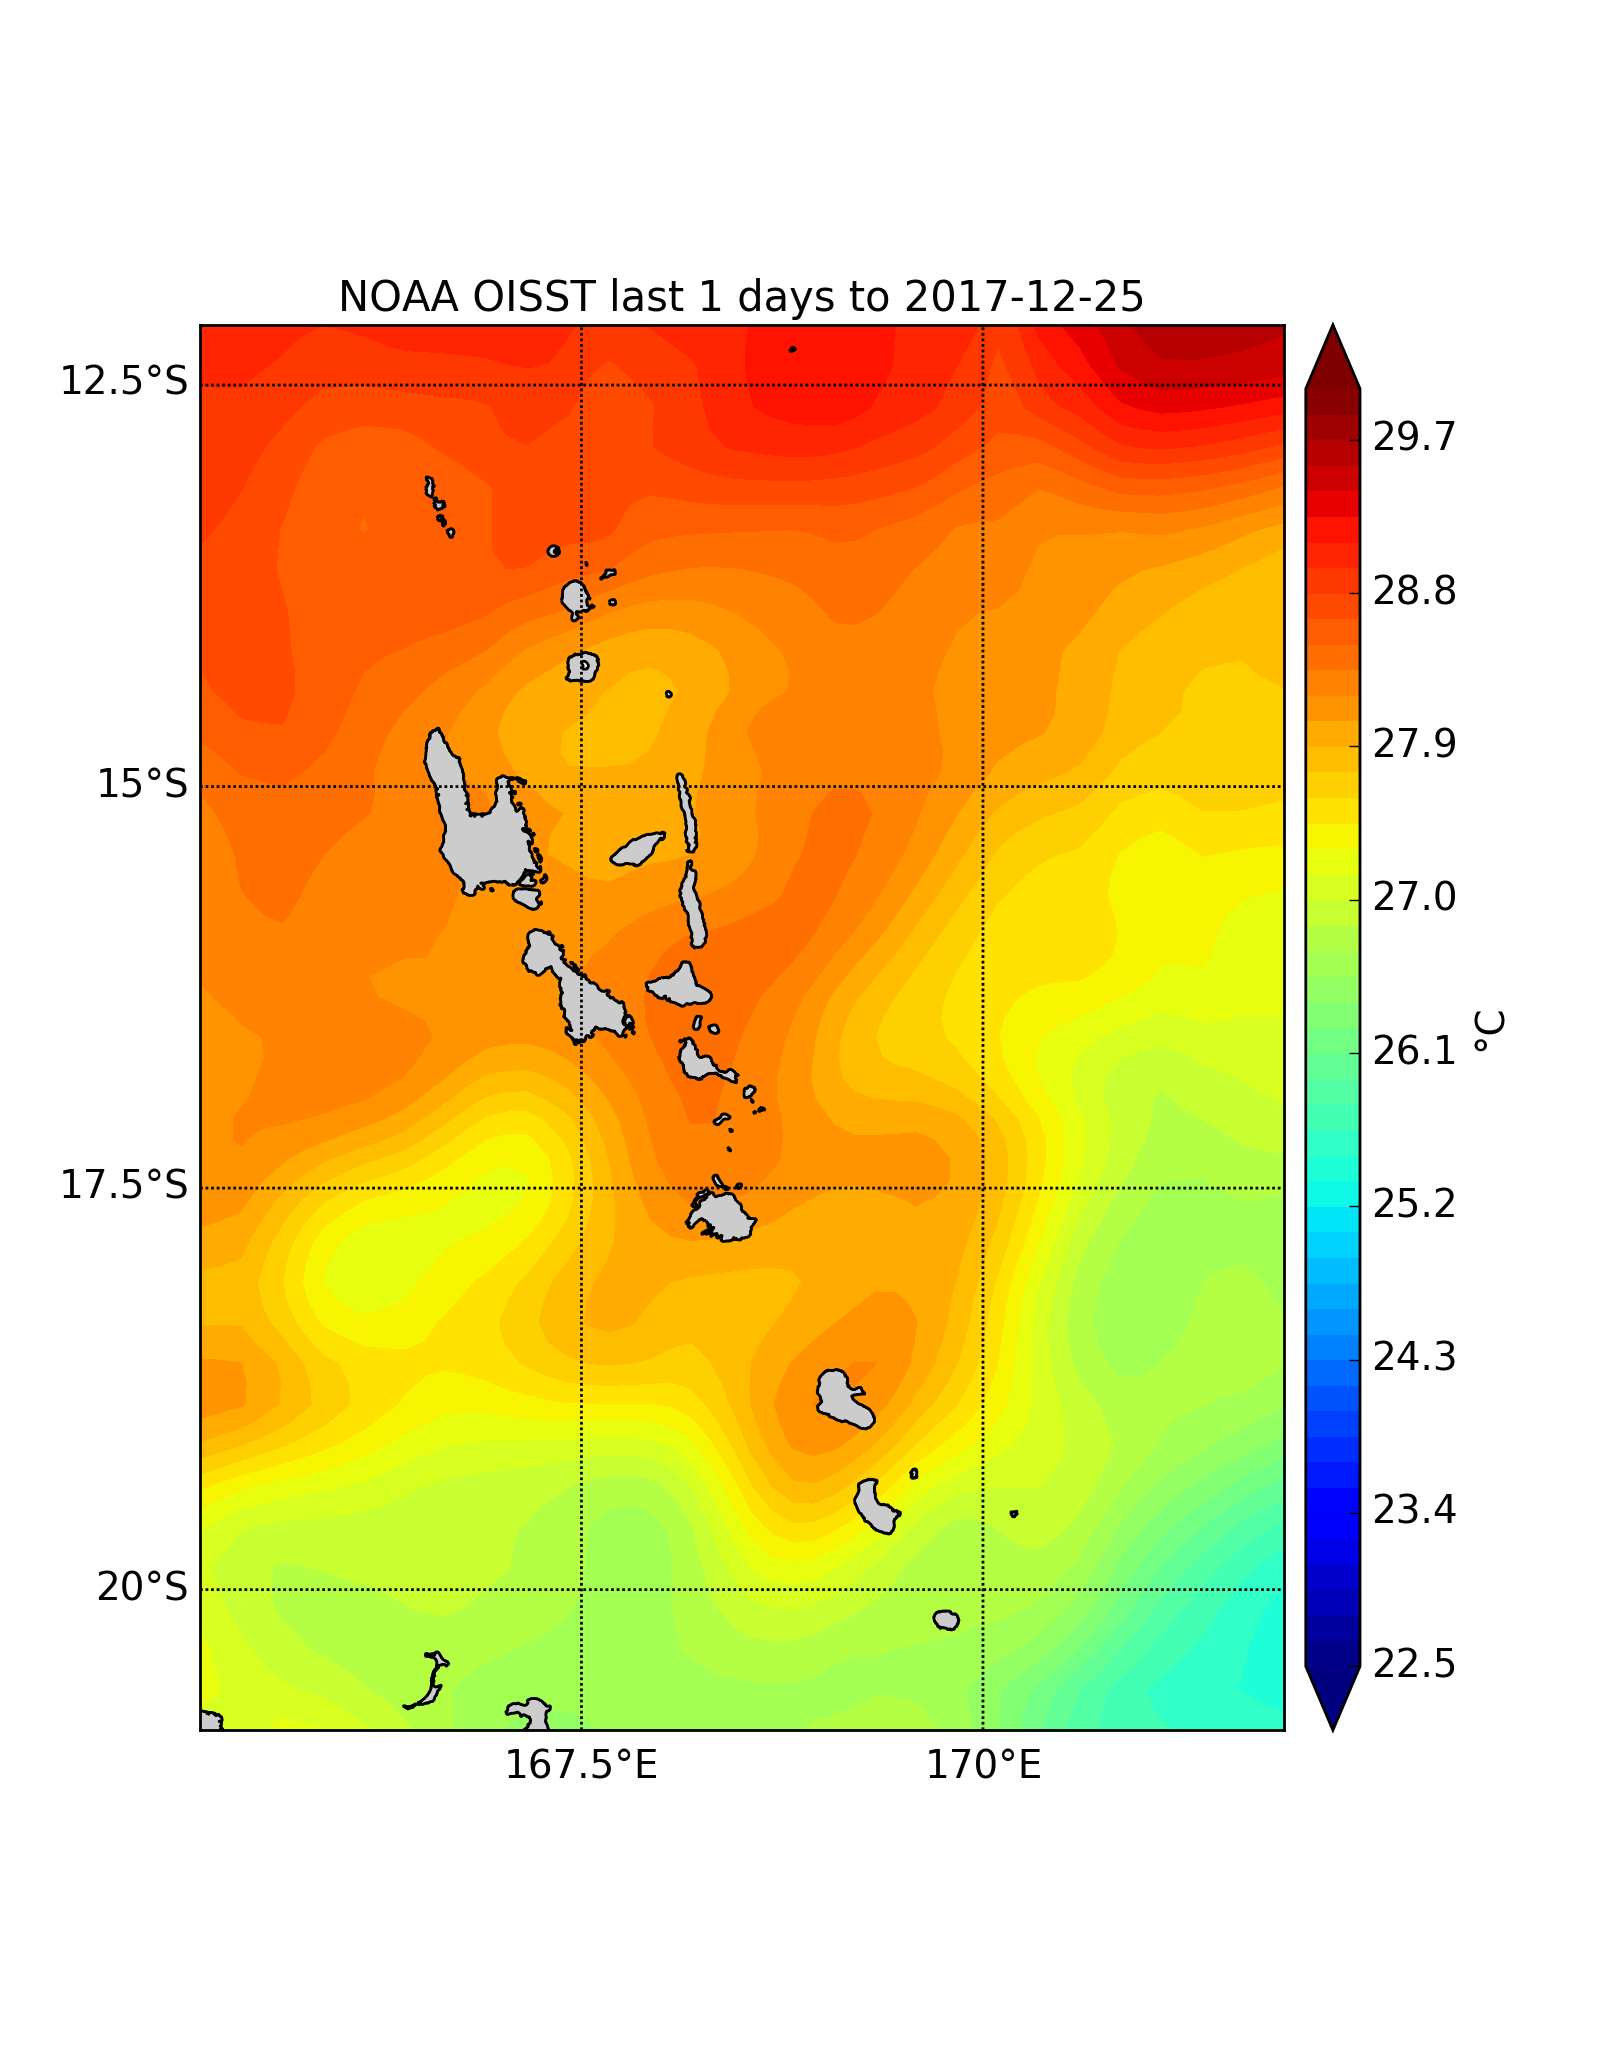 NOAA OISST last 1 days to 2017-12-25
12.5°S
15°S
17.5°S
20°S
167.5°E
170°E
29.7
28.8
27.9
27.0
26.1
25.2
24.3
23.4
22.5
°C